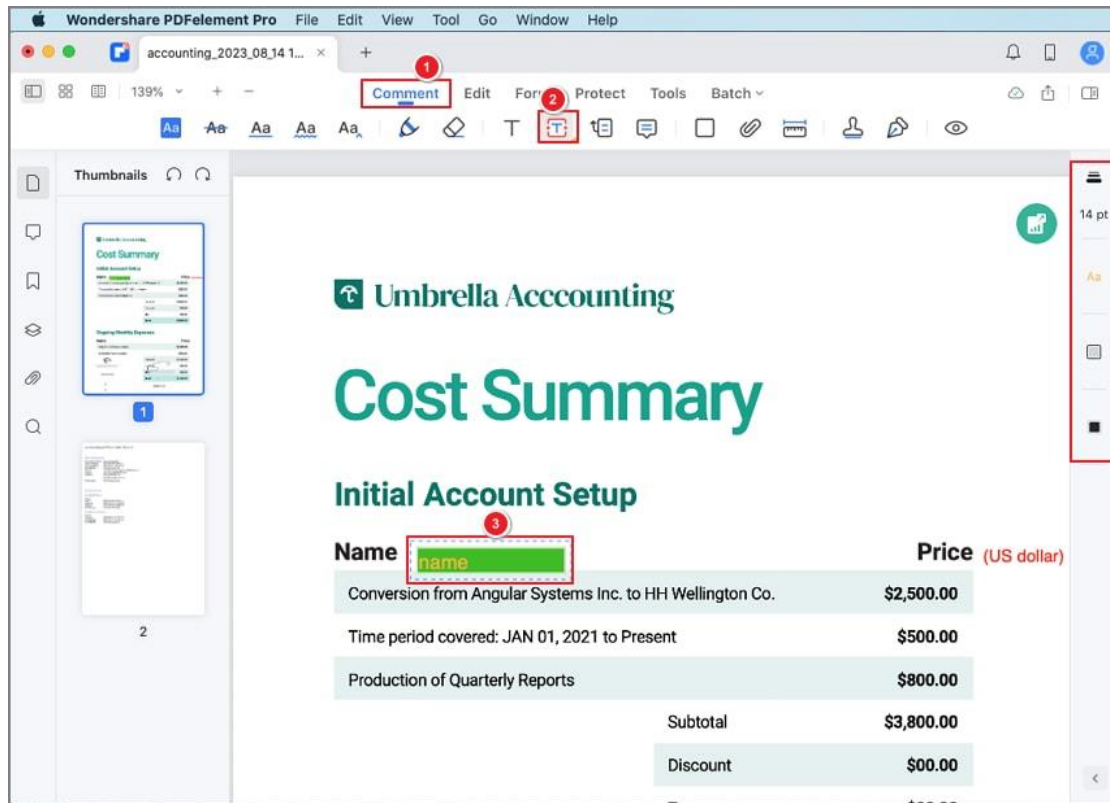 Wondershare PDFelement Pro File Edit View Tool Go Window Help
accounting_2023_08_14 1... × +
1
139% + − Comment Edit For Protect Tools Batch
2
Aa Aa Aa Aa Aa T T
Thumbnails
14 pt
Aa
Umbrella Acccounting
Cost Summary
Initial Account Setup
3
Name name Price (US dollar)
Conversion from Angular Systems Inc. to HH Wellington Co. $2,500.00
Time period covered: JAN 01, 2021 to Present $500.00
Production of Quarterly Reports $800.00
Subtotal $3,800.00
Discount $00.00
1
2